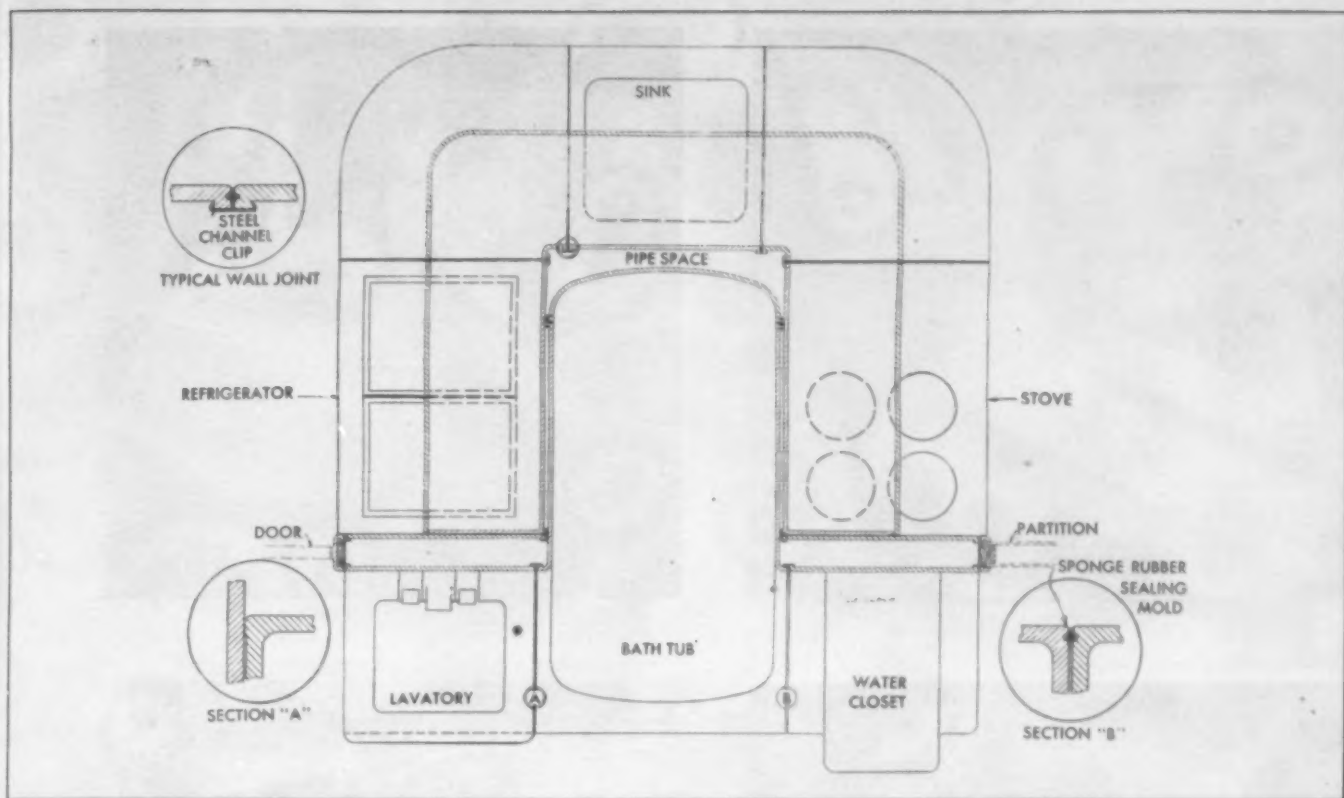 SINK
STEEL
CHANNEL
CLIP
TYPICAL WALL JOINT
PIPE SPACE
REFRIGERATOR
STOVE
DOOR
PARTITION
SPONGE RUBBER
SEALING
MOLD
BATH TUB
LAVATORY
A
B
WATER
CLOSET
SECTION "A"
SECTION "B"